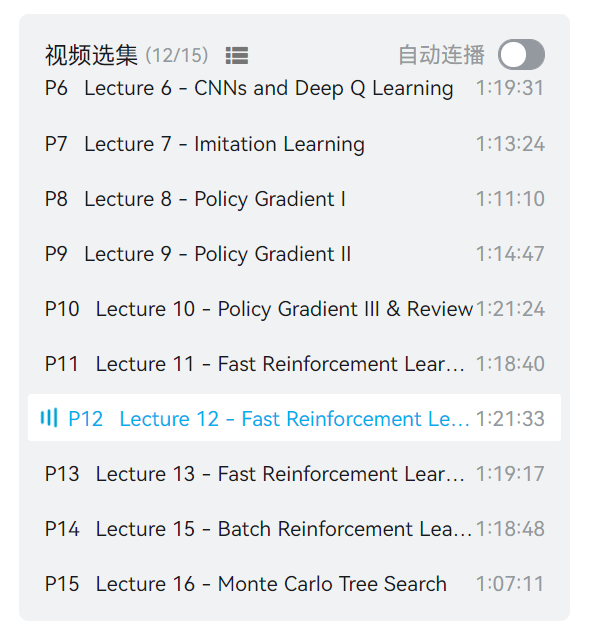 视频选集 (12/15) 自动连播
P6 Lecture 6 - CNNs and Deep Q Learning 1:19:31
P7 Lecture 7 - Imitation Learning 1:13:24
P8 Lecture 8 - Policy Gradient I 1:11:10
P9 Lecture 9 - Policy Gradient II 1:14:47
P10 Lecture 10 - Policy Gradient III & Review 1:21:24
P11 Lecture 11 - Fast Reinforcement Lear... 1:18:40
P12 Lecture 12 - Fast Reinforcement Le... 1:21:33
P13 Lecture 13 - Fast Reinforcement Lear... 1:19:17
P14 Lecture 15 - Batch Reinforcement Lea... 1:18:48
P15 Lecture 16 - Monte Carlo Tree Search 1:07:11